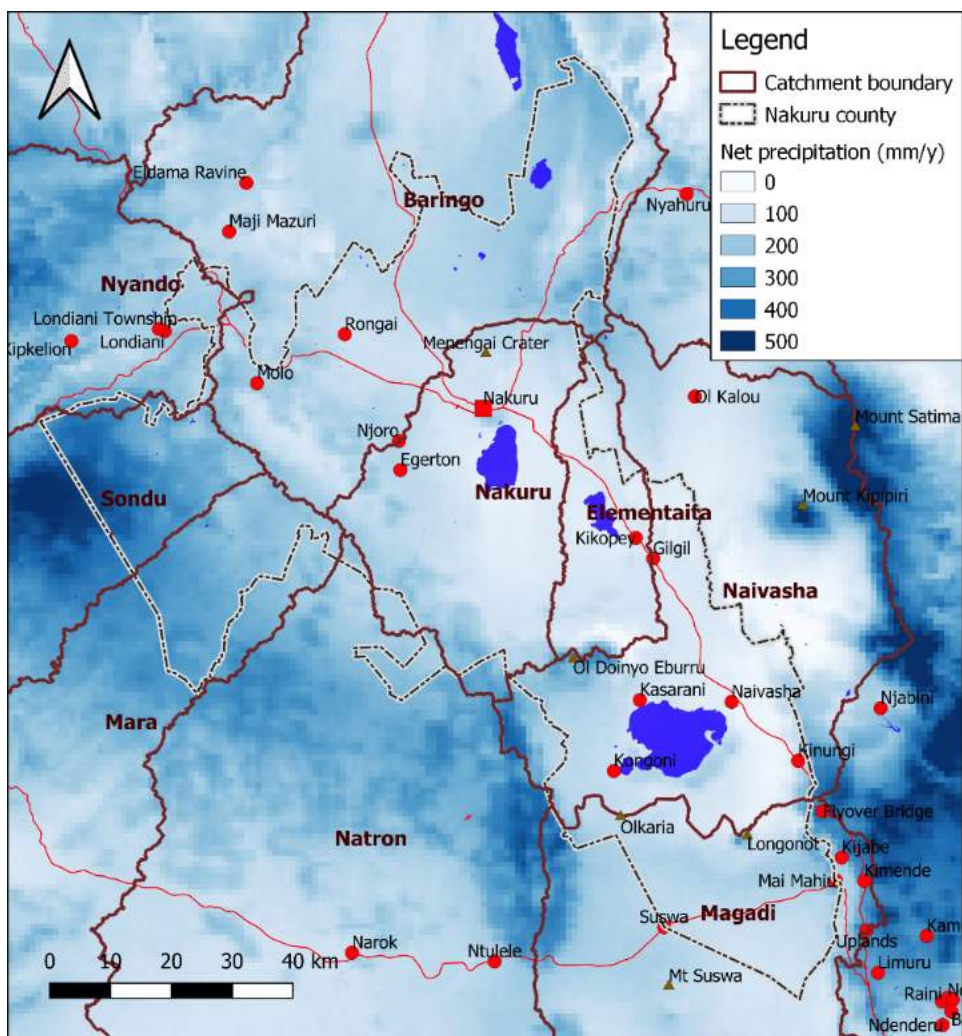 Legend
Catchment boundary
Nakuru county
Net precipitation (mm/y)
0
100
200
300
400
500
Eldama Ravine
Baringo
Nyahuru
Maji Mazuri
Nyando
Londiani Township
Londiani
Kipkelion
Rongai
Menengai Crater
Molo
Nakuru
Ol Kalou
Mount Satima
Njoro
Egerton
Sondu
Nakuru
Mount Kipipiri
Elementaita
Kikopey
Gilgil
Naivasha
Ol Doinyo Eburru
Kasarani
Naivasha
Njabini
Mara
Kinungi
Kongoni
Natron
Olkaria
Flyover Bridge
Longonot
Kijabe
Mai Mahiu
Kimende
Magadi
Suswa
Uplands
Kam
Narok
Ntulele
0 10 20 30 40 km
Mt Suswa
Limuru
Raini
Ndenderu
B